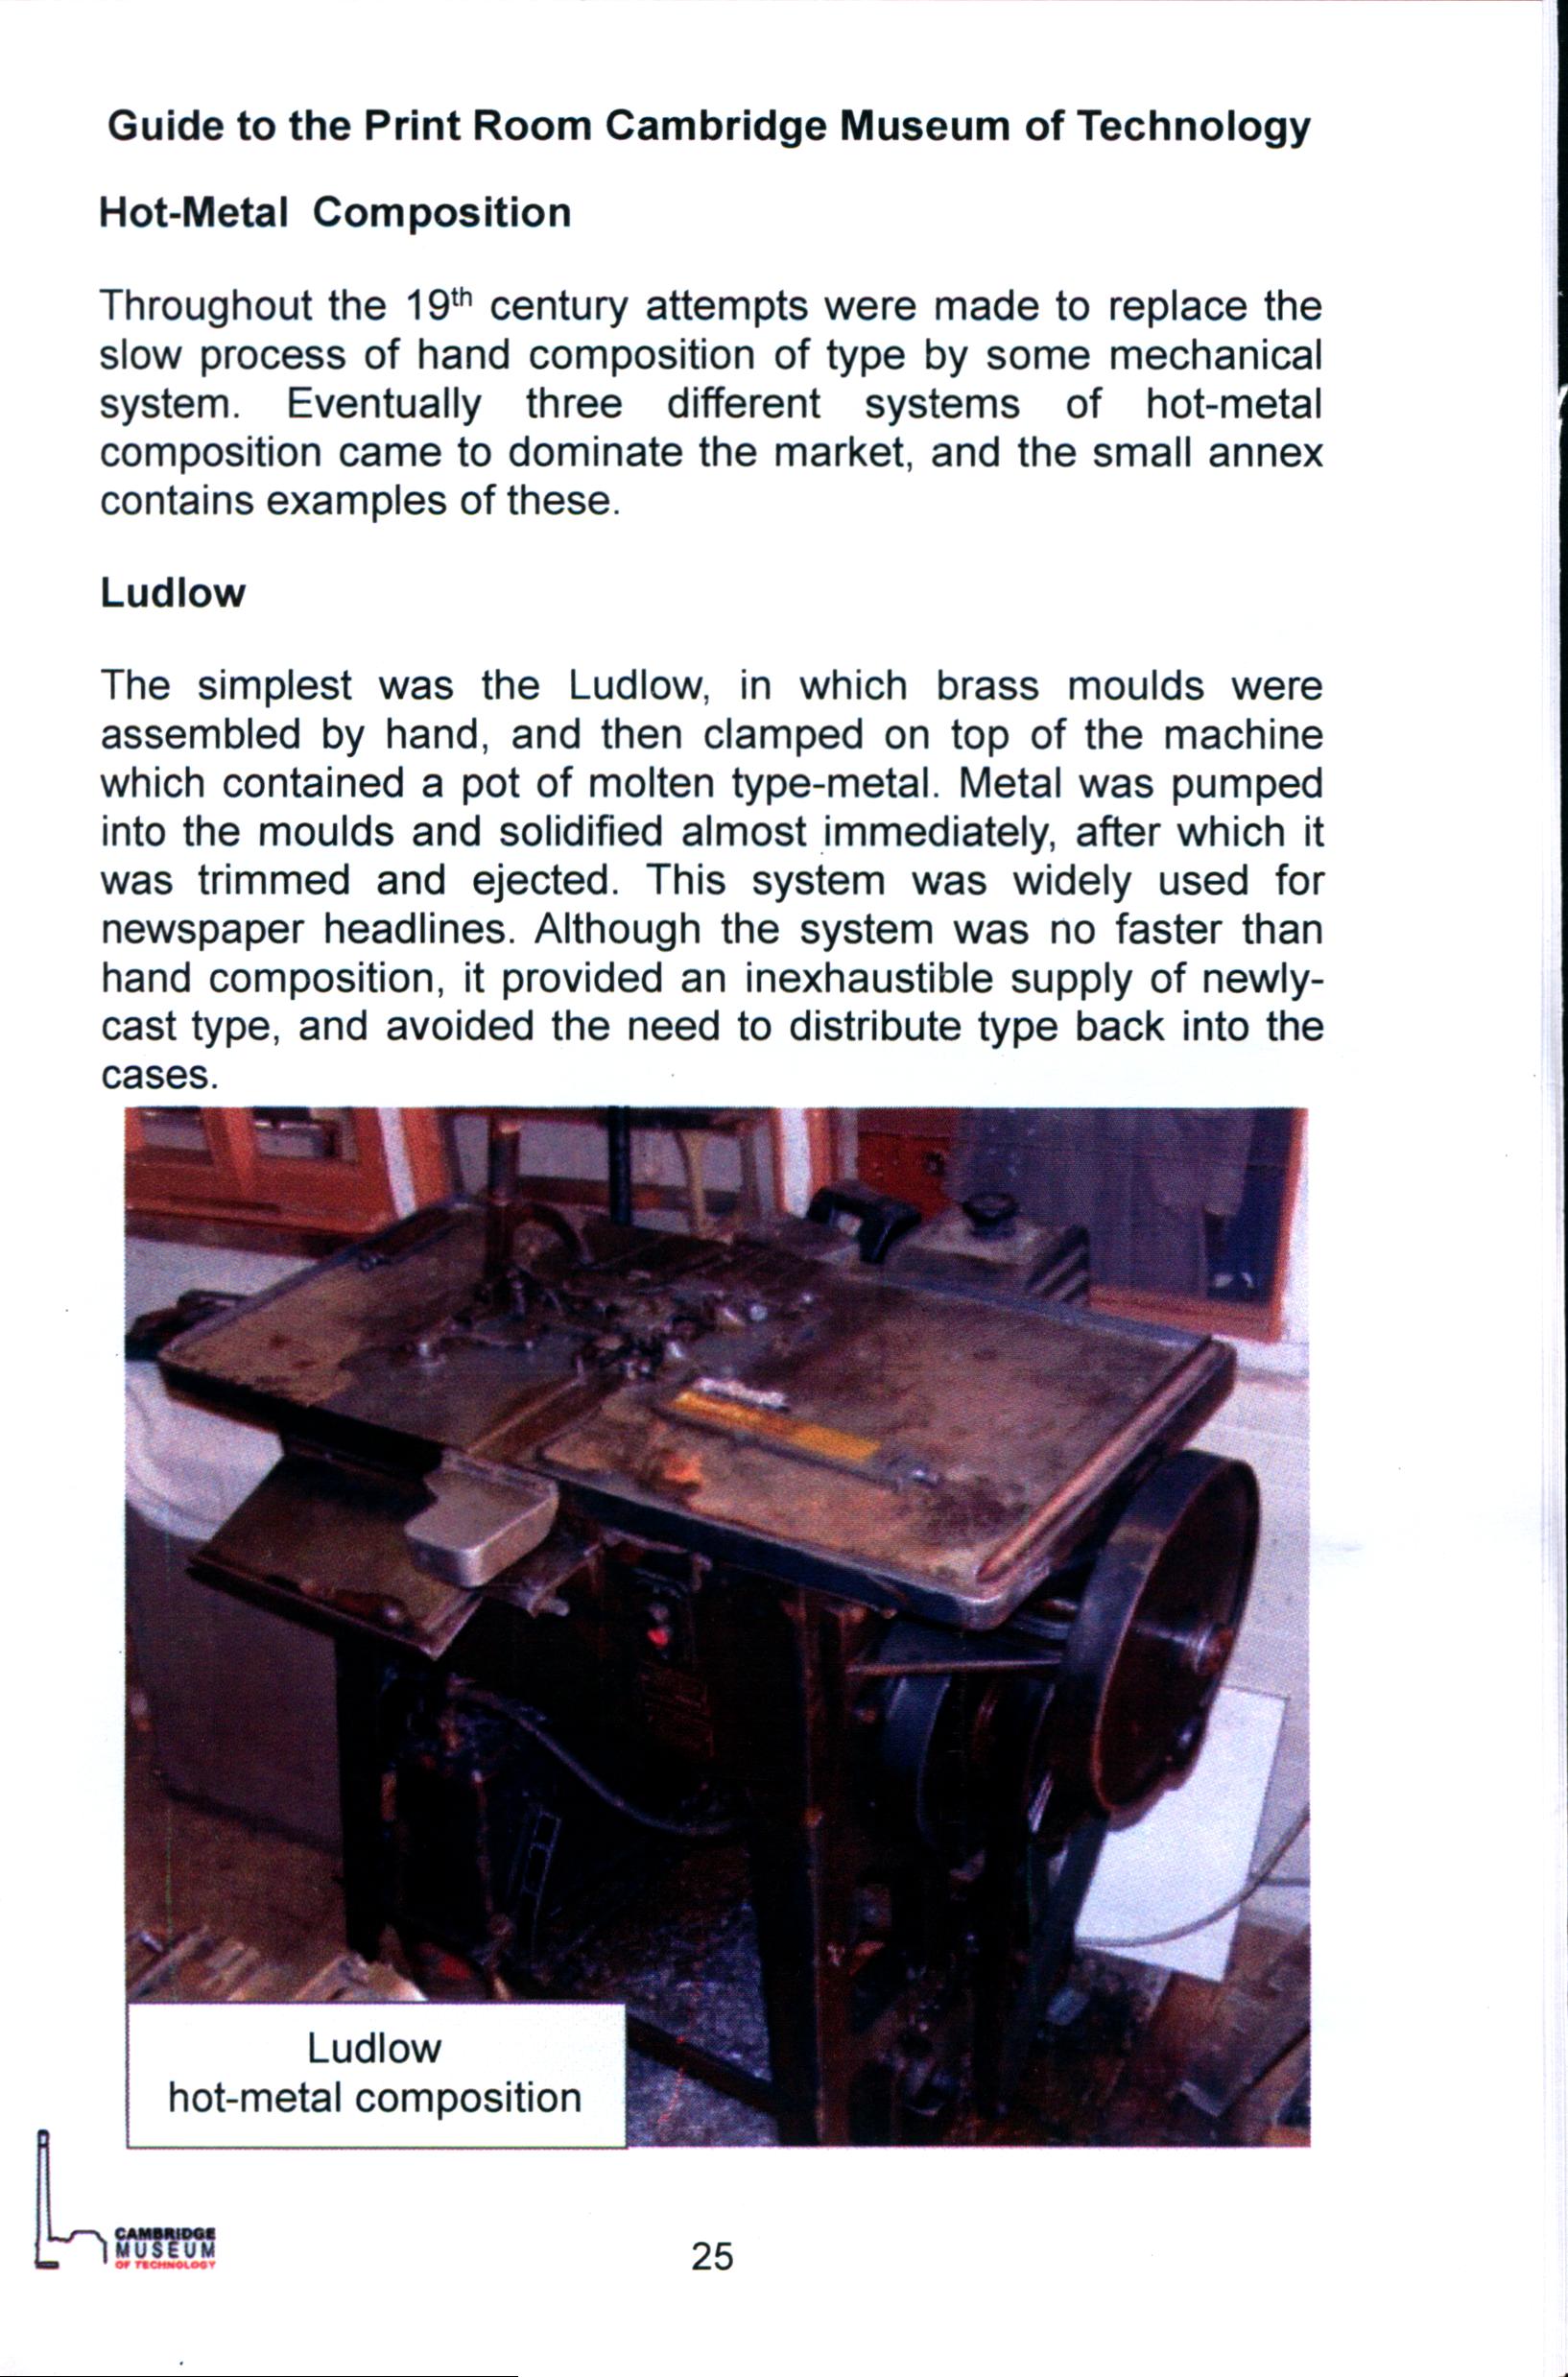 Guide to the Print Room Cambridge Museum of Technology
Hot-Metal Composition
Throughout the 19th century attempts were made to replace the
slow process of hand composition of type by some mechanical
system. Eventually three different systems of hot-metal
composition came to dominate the market, and the small annex
contains examples of these.
Ludlow
The simplest was the Ludlow, in which brass moulds were
assembled by hand, and then clamped on top of the machine
which contained a pot of molten type-metal. Metal was pumped
into the moulds and solidified almost immediately, after which it
was trimmed and ejected. This system was widely used for
newspaper headlines. Although the system was no faster than
hand composition, it provided an inexhaustible supply of newly-
cast type, and avoided the need to distribute type back into the
cases.
Ludlow
hot-metal composition
CAMBRIDGE
MUSEUM
OF TECHNOLOGY
25